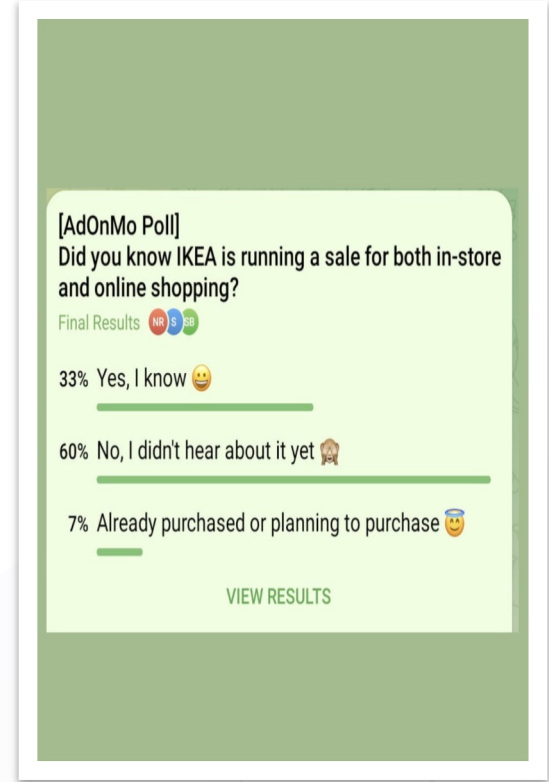 [AdOnMo Poll]
Did you know IKEA is running a sale for both in-store
and online shopping?
Final Results NR S SB
33% Yes, I know 😀
60% No, I didn't hear about it yet 🙈
7% Already purchased or planning to purchase 😇
VIEW RESULTS